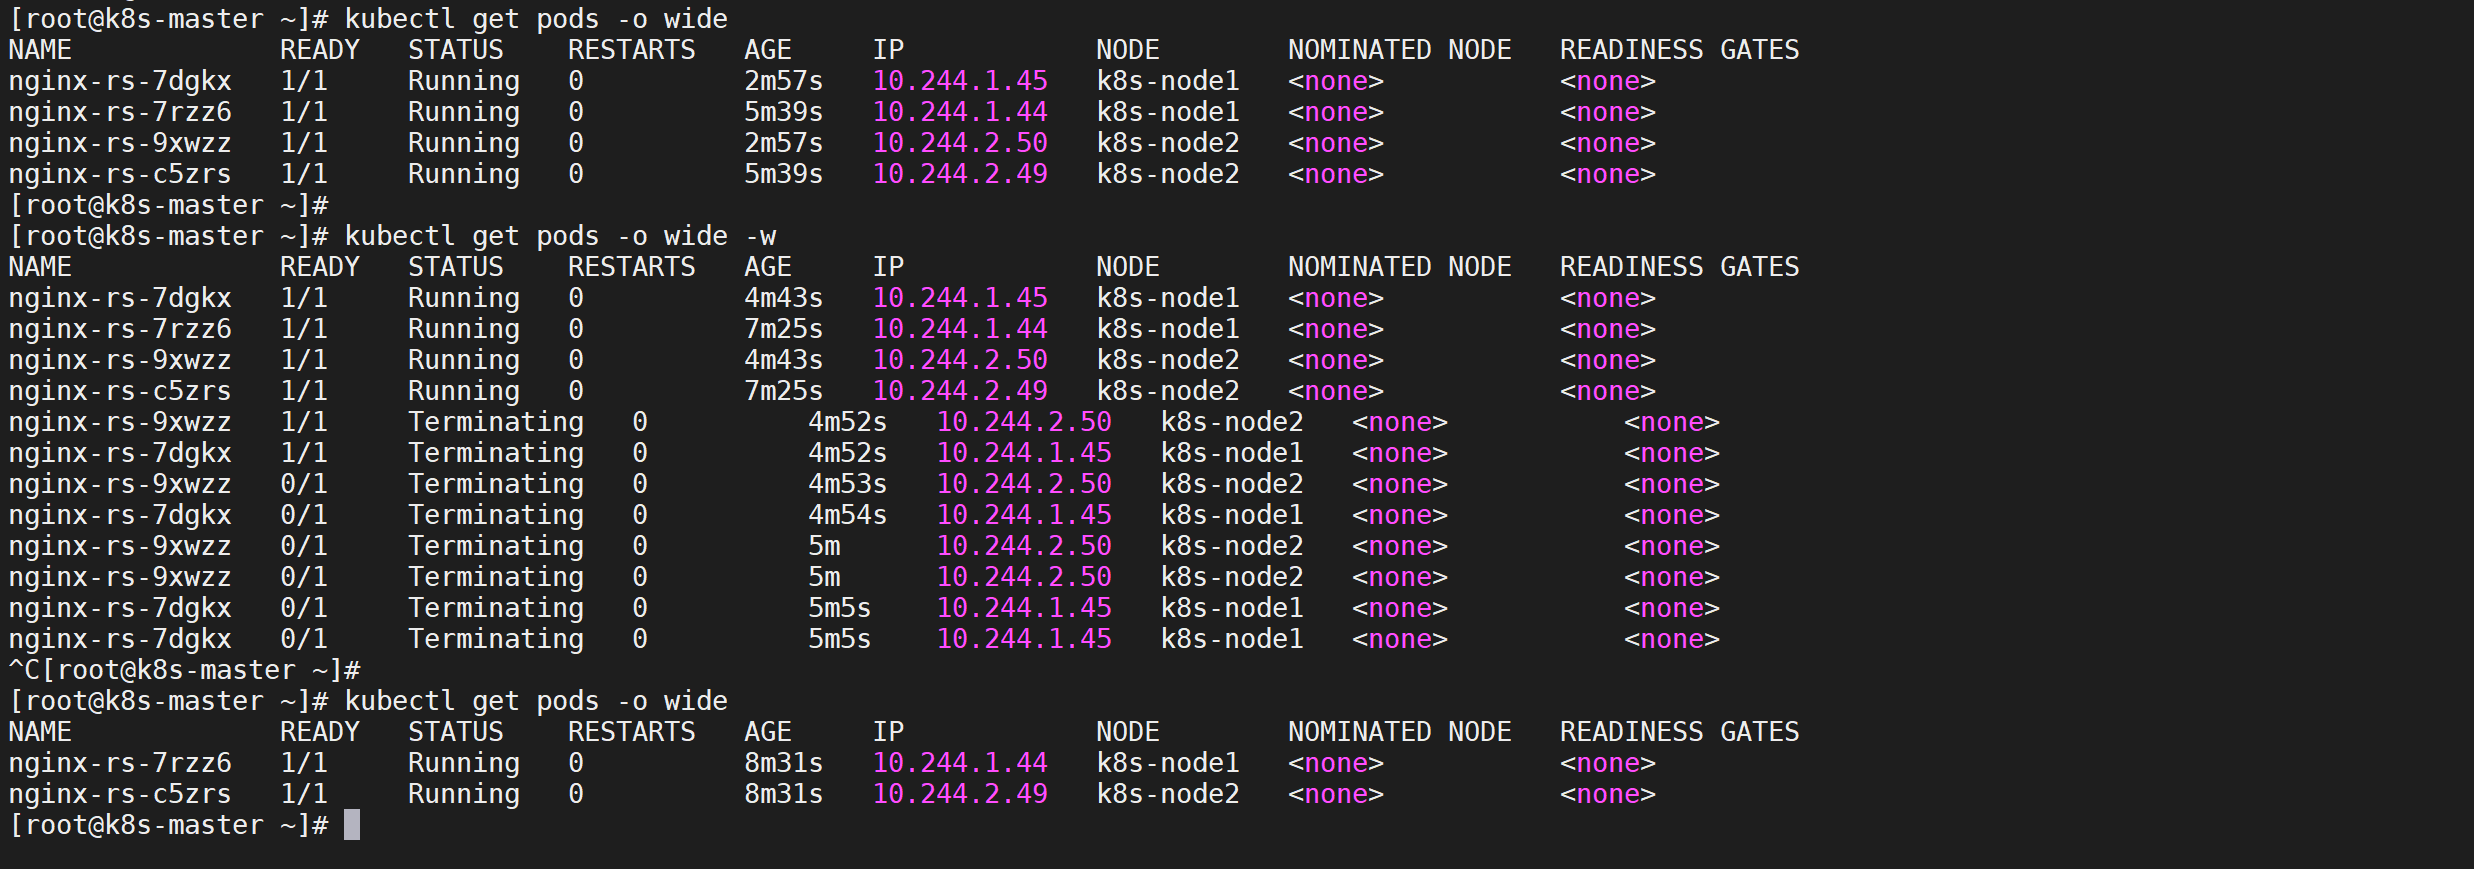 [root@k8s-master ~]# kubectl get pods -o wide
NAME             READY   STATUS    RESTARTS   AGE     IP            NODE        NOMINATED NODE   READINESS GATES
nginx-rs-7dgkx   1/1     Running   0          2m57s   10.244.1.45   k8s-node1   <none>           <none>
nginx-rs-7rzz6   1/1     Running   0          5m39s   10.244.1.44   k8s-node1   <none>           <none>
nginx-rs-9xwzz   1/1     Running   0          2m57s   10.244.2.50   k8s-node2   <none>           <none>
nginx-rs-c5zrs   1/1     Running   0          5m39s   10.244.2.49   k8s-node2   <none>           <none>
[root@k8s-master ~]#
[root@k8s-master ~]# kubectl get pods -o wide -w
NAME             READY   STATUS    RESTARTS   AGE     IP            NODE        NOMINATED NODE   READINESS GATES
nginx-rs-7dgkx   1/1     Running   0          4m43s   10.244.1.45   k8s-node1   <none>           <none>
nginx-rs-7rzz6   1/1     Running   0          7m25s   10.244.1.44   k8s-node1   <none>           <none>
nginx-rs-9xwzz   1/1     Running   0          4m43s   10.244.2.50   k8s-node2   <none>           <none>
nginx-rs-c5zrs   1/1     Running   0          7m25s   10.244.2.49   k8s-node2   <none>           <none>
nginx-rs-9xwzz   1/1     Terminating   0          4m52s   10.244.2.50   k8s-node2   <none>           <none>
nginx-rs-7dgkx   1/1     Terminating   0          4m52s   10.244.1.45   k8s-node1   <none>           <none>
nginx-rs-9xwzz   0/1     Terminating   0          4m53s   10.244.2.50   k8s-node2   <none>           <none>
nginx-rs-7dgkx   0/1     Terminating   0          4m54s   10.244.1.45   k8s-node1   <none>           <none>
nginx-rs-9xwzz   0/1     Terminating   0          5m      10.244.2.50   k8s-node2   <none>           <none>
nginx-rs-9xwzz   0/1     Terminating   0          5m      10.244.2.50   k8s-node2   <none>           <none>
nginx-rs-7dgkx   0/1     Terminating   0          5m5s    10.244.1.45   k8s-node1   <none>           <none>
nginx-rs-7dgkx   0/1     Terminating   0          5m5s    10.244.1.45   k8s-node1   <none>           <none>
^C[root@k8s-master ~]#
[root@k8s-master ~]# kubectl get pods -o wide
NAME             READY   STATUS    RESTARTS   AGE     IP            NODE        NOMINATED NODE   READINESS GATES
nginx-rs-7rzz6   1/1     Running   0          8m31s   10.244.1.44   k8s-node1   <none>           <none>
nginx-rs-c5zrs   1/1     Running   0          8m31s   10.244.2.49   k8s-node2   <none>           <none>
[root@k8s-master ~]#